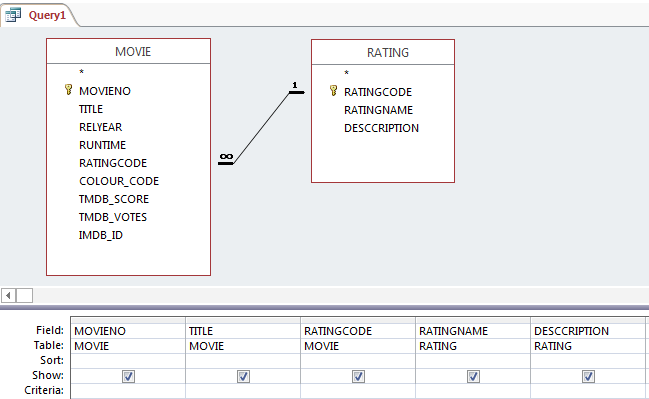 Query1
MOVIE
*
MOVIENO
TITLE
RELYEAR
RUNTIME
RATINGCODE
COLOUR_CODE
TMDB_SCORE
TMDB_VOTES
IMDB_ID
∞
1
RATING
*
RATINGCODE
RATINGNAME
DESCCRIPTION
Field: MOVIENO TITLE RATINGCODE RATINGNAME DESCCRIPTION
Table: MOVIE MOVIE MOVIE RATING RATING
Sort:
Show:
Criteria: